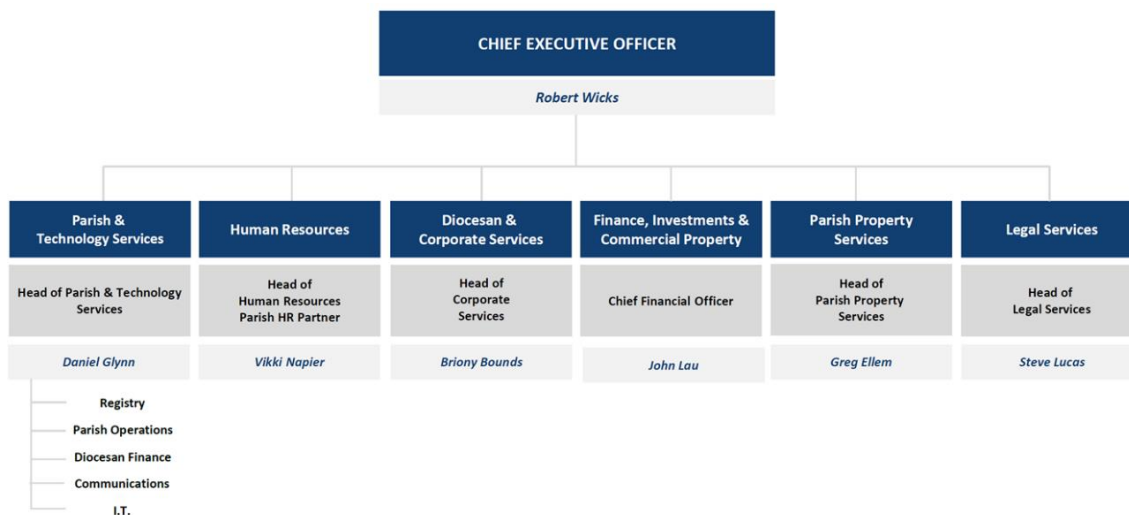 CHIEF EXECUTIVE OFFICER
Robert Wicks
Parish &
Technology Services
Head of Parish & Technology
Services
Daniel Glynn
Registry
Parish Operations
Diocesan Finance
Communications
I.T.
Human Resources
Head of
Human Resources
Parish HR Partner
Vikki Napier
Diocesan &
Corporate Services
Head of
Corporate
Services
Briony Bounds
Finance, Investments &
Commercial Property
Chief Financial Officer
John Lau
Parish Property
Services
Head of
Parish Property
Services
Greg Ellem
Legal Services
Head of
Legal Services
Steve Lucas